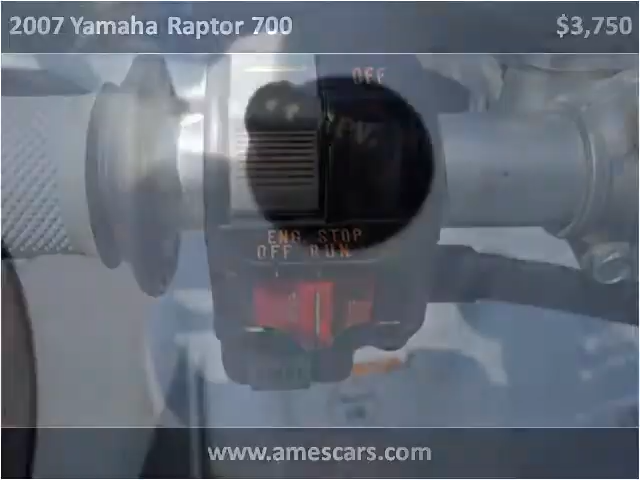 2007 Yamaha Raptor 700 $3,750
OFF
ENG STOP
OFF RUN
www.amescars.com